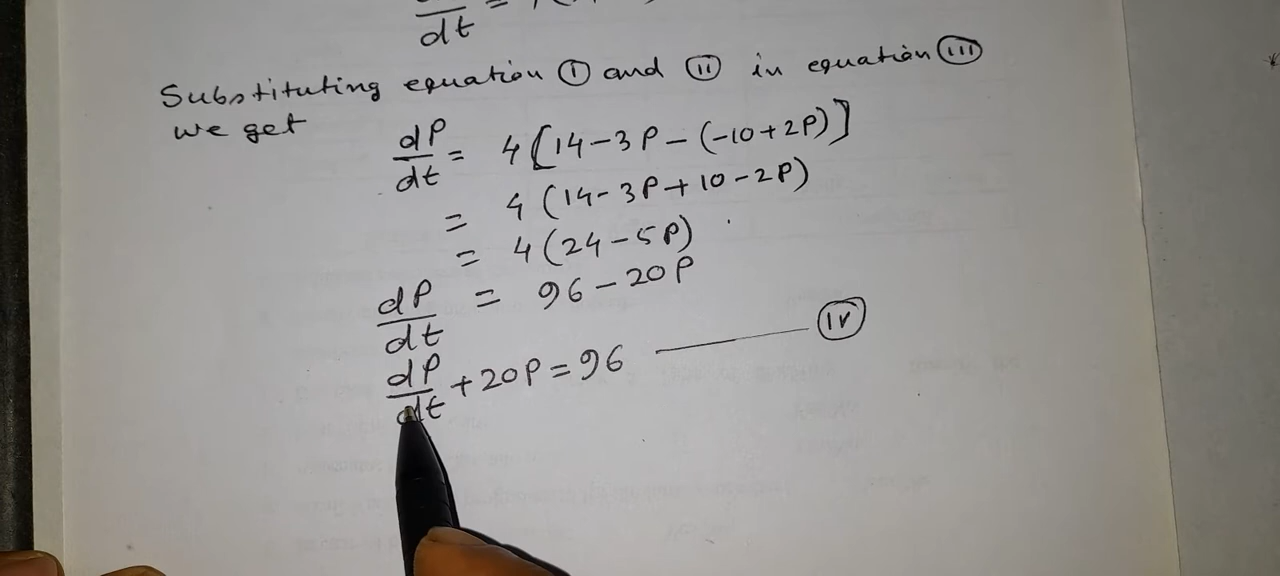 dt
Substituting equation ⓘ and ⓘⓘ in equation ⓘⓘⓘ
we get dP/dt = 4[14-3P-(-10+2P)]
= 4(14-3P+10-2P)
= 4(24-5P)
dP/dt = 96-20P
dP/dt + 20P = 96 ——— (iv)